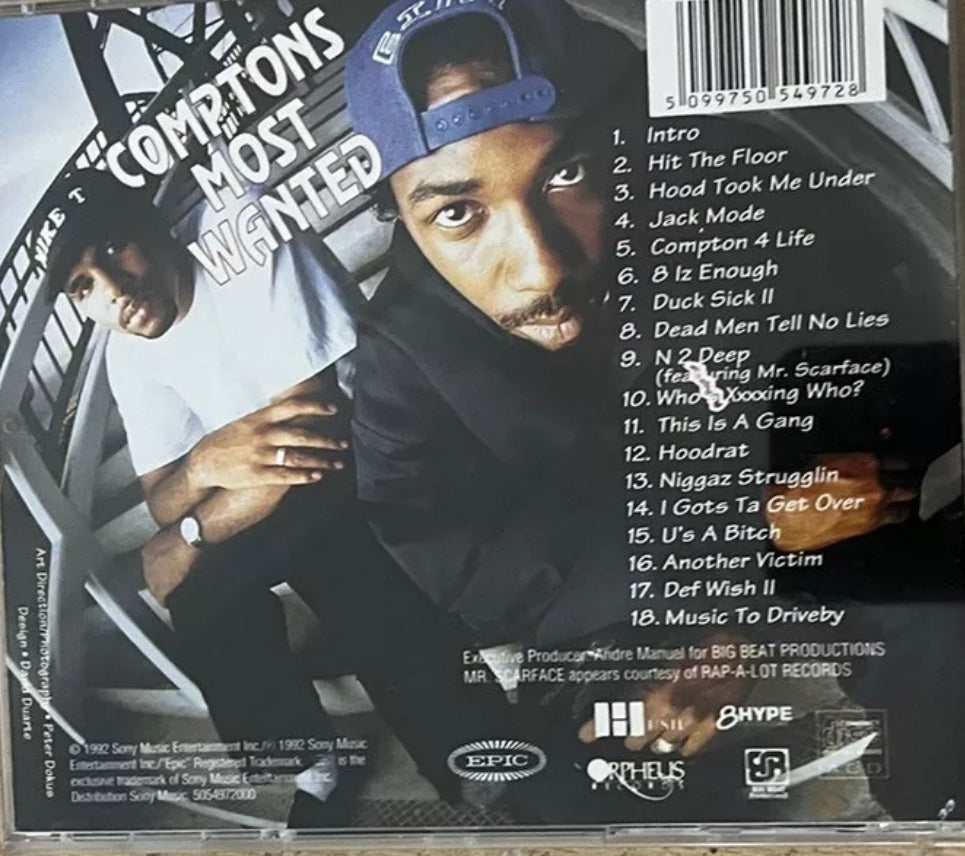 COMPTONS
MOST
WANTED
MIKE T
5 099750 549728
1. Intro
2. Hit The Floor
3. Hood Took Me Under
4. Jack Mode
5. Compton 4 Life
6. 8 Iz Enough
7. Duck Sick II
8. Dead Men Tell No Lies
9. N 2 Deep
(featuring Mr. Scarface)
10. Who's Xxxxing Who?
11. This Is A Gang
12. Hoodrat
13. Niggaz Strugglin
14. I Gots Ta Get Over
15. U's A Bitch
16. Another Victim
17. Def Wish II
18. Music To Driveby
Executive Producer: Andre Manuel for BIG BEAT PRODUCTIONS
MR. SCARFACE appears courtesy of RAP-A-LOT RECORDS
Art Direction/Photography • Peter Dokus
Design • David Duarte
© 1992 Sony Music Entertainment Inc./℗ 1992 Sony Music
Entertainment Inc./"Epic" Registered Trademark. is the
exclusive trademark of Sony Music Entertainment Inc.
Distribution Sony Music. 5054972000
EPIC
HUSH
8HYPE
ORPHEUS
RECORDS